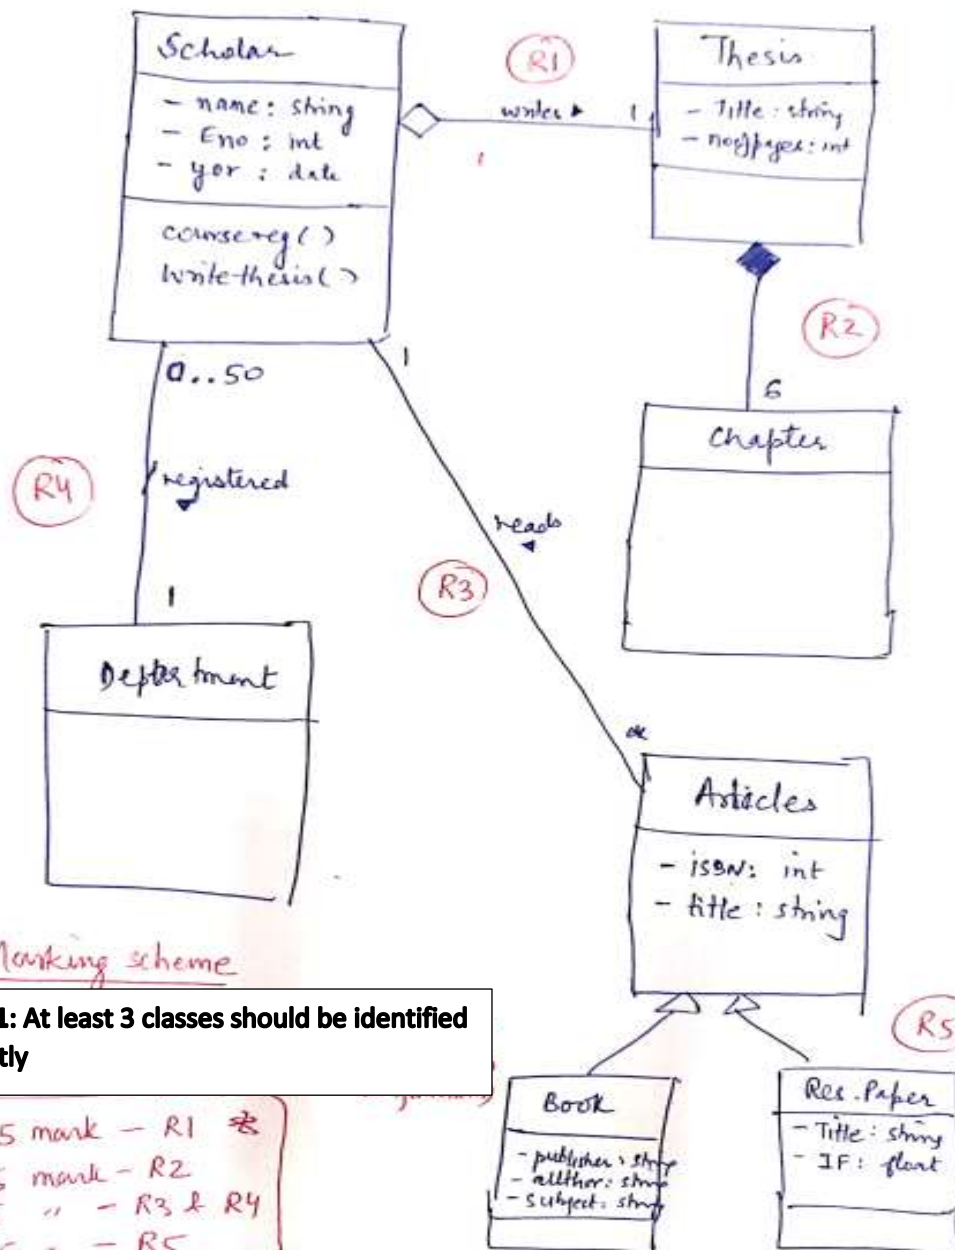 Scholar
- name: string
- Eno: int
- yor: date
coursereg()
writethesis()
R1
writes ▶
1
1
Thesis
- Title: string
- noofpages: int
R2
6
Chapter
0..50
registered
R4
1
Department
1
reads
R3
*
Articles
- ISBN: int
- title: string
R5
Book
- publisher: string
- author: string
- subject: string
Res. Paper
- Title: string
- IF: float
Marking scheme
1: At least 3 classes should be identified
tly
5 mark - R1 *
mark - R2
" - R3 & R4
- R5